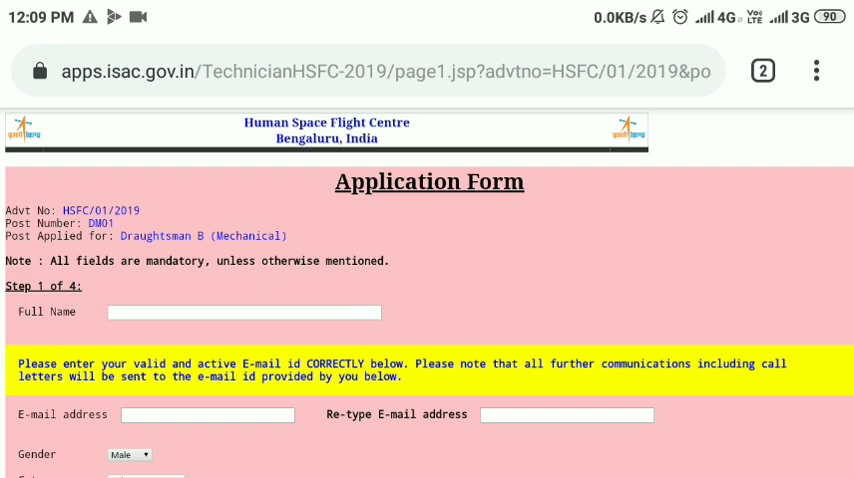 12:09 PM 0.0KB/s 4G Vo) LTE 3G 90
apps.isac.gov.in/TechnicianHSFC-2019/page1.jsp?advtno=HSFC/01/2019&po 2
Human Space Flight Centre
Bengaluru, India
इसरो isro
इसरो isro
Application Form
Advt No: HSFC/01/2019
Post Number: DM01
Post Applied for: Draughtsman B (Mechanical)
Note : All fields are mandatory, unless otherwise mentioned.
Step 1 of 4:
Full Name
Please enter your valid and active E-mail id CORRECTLY below. Please note that all further communications including call
letters will be sent to the e-mail id provided by you below.
E-mail address Re-type E-mail address
Gender Male